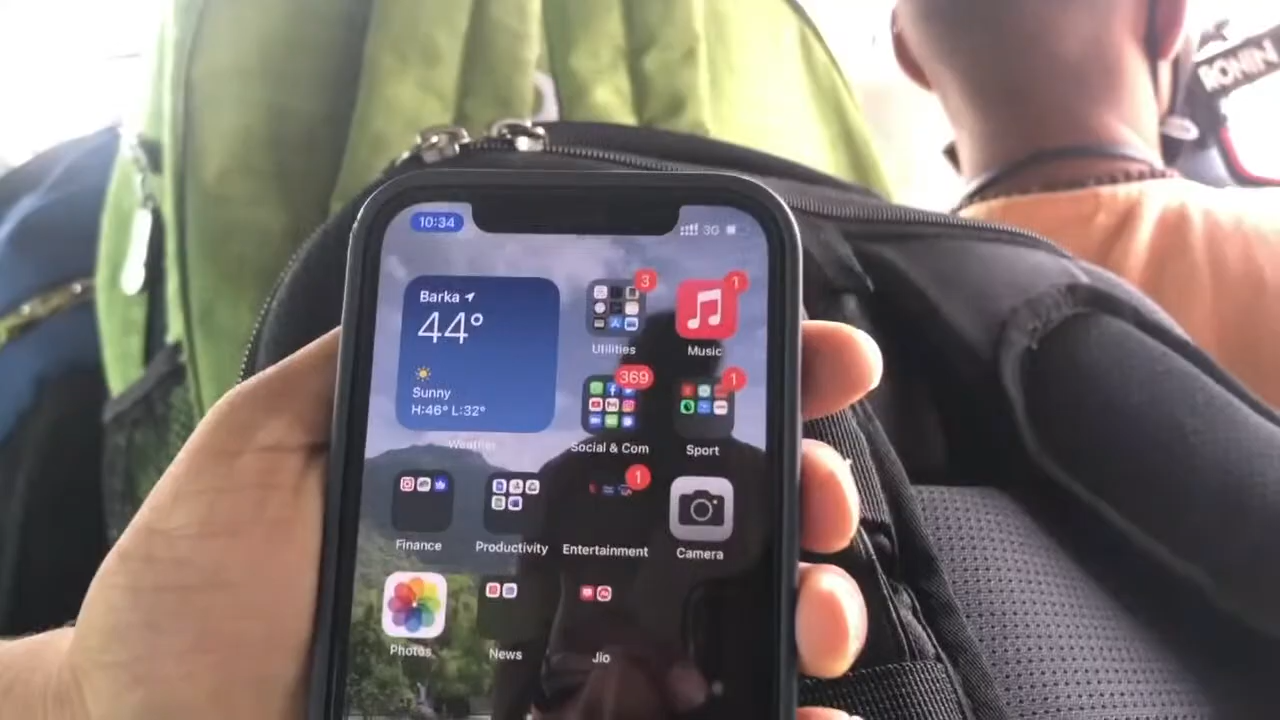 RONIN
10:34
3G
Barka
44°
Sunny
H:46° L:32°
Weather
3
Utilities
1
Music
369
Social & Com
1
Sport
Finance
Productivity
1
Entertainment
Camera
Photos
News
Jio